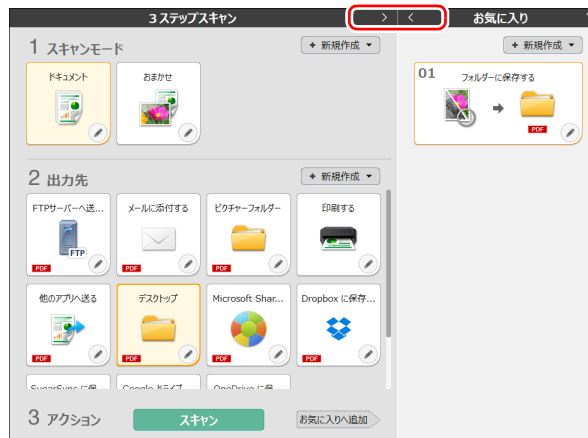 3ステップスキャン
お気に入り
1 スキャンモード
+ 新規作成
+ 新規作成
ドキュメント
おまかせ
01 フォルダーに保存する
PDF
2 出力先
+ 新規作成
FTPサーバーへ送...
メールに添付する
ピクチャーフォルダー
印刷する
FTP
PDF
PDF
PDF
他のアプリへ送る
デスクトップ
Microsoft Shar...
Dropbox に保存...
PDF
PDF
PDF
PDF
3 アクション
スキャン
お気に入りへ追加